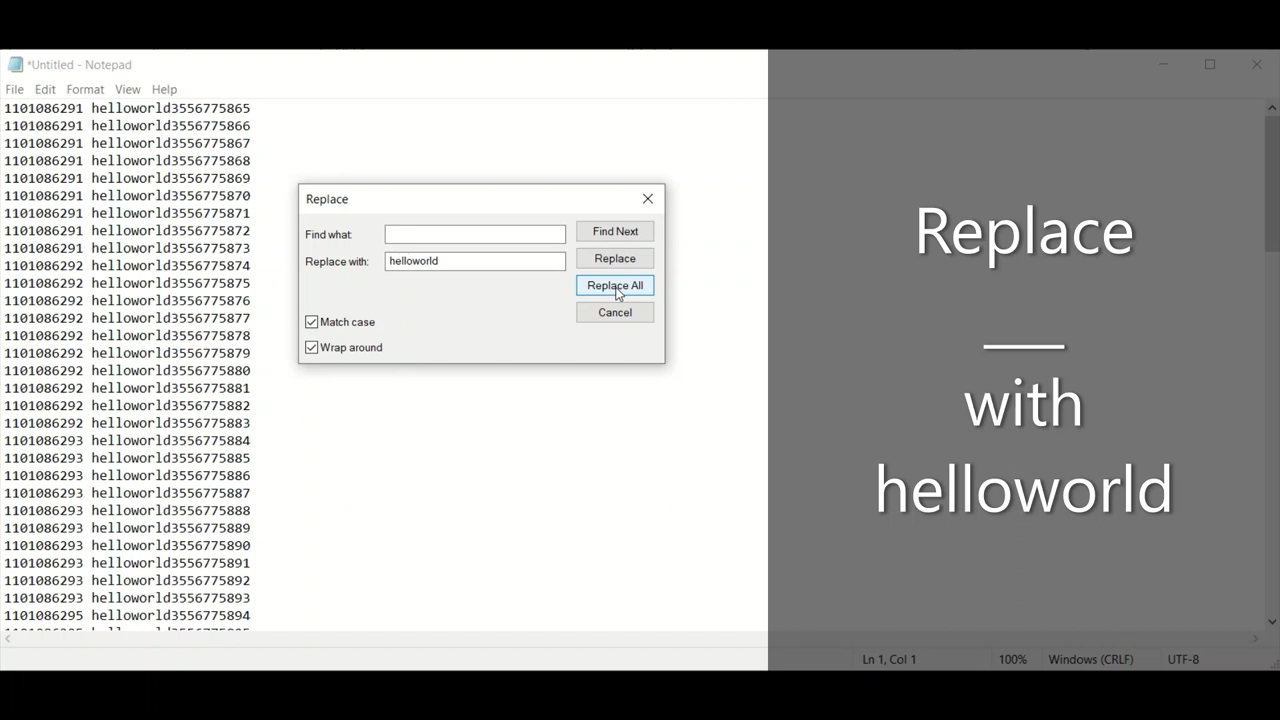 *Untitled - Notepad
File Edit Format View Help
1101086291 helloworld3556775865
1101086291 helloworld3556775866
1101086291 helloworld3556775867
1101086291 helloworld3556775868
1101086291 helloworld3556775869
1101086291 helloworld3556775870
1101086291 helloworld3556775871
1101086291 helloworld3556775872
1101086291 helloworld3556775873
1101086292 helloworld3556775874
1101086292 helloworld3556775875
1101086292 helloworld3556775876
1101086292 helloworld3556775877
1101086292 helloworld3556775878
1101086292 helloworld3556775879
1101086292 helloworld3556775880
1101086292 helloworld3556775881
1101086292 helloworld3556775882
1101086292 helloworld3556775883
1101086293 helloworld3556775884
1101086293 helloworld3556775885
1101086293 helloworld3556775886
1101086293 helloworld3556775887
1101086293 helloworld3556775888
1101086293 helloworld3556775889
1101086293 helloworld3556775890
1101086293 helloworld3556775891
1101086293 helloworld3556775892
1101086293 helloworld3556775893
1101086295 helloworld3556775894
Replace
Find what:
Find Next
Replace with: helloworld
Replace
Replace All
Cancel
Match case
Wrap around
Replace
__
with
helloworld
Ln 1, Col 1 100% Windows (CRLF) UTF-8